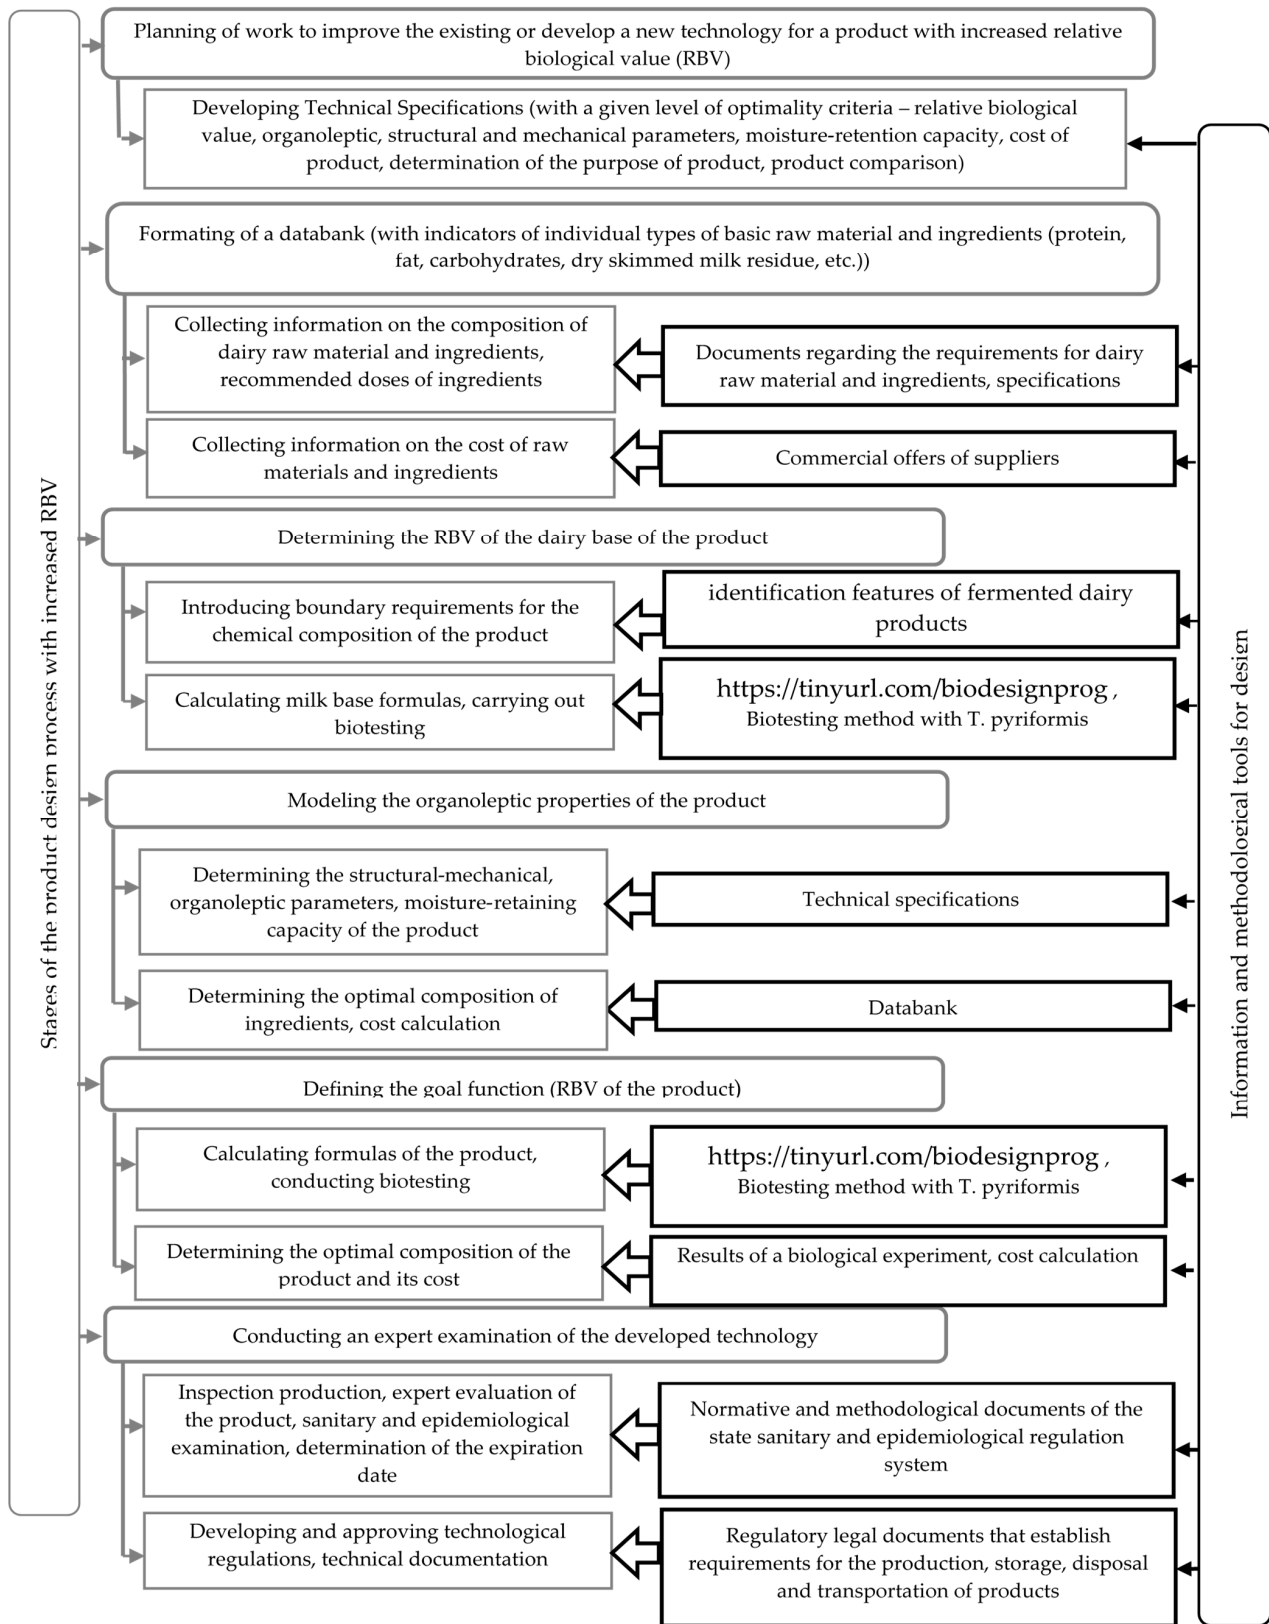 Stages of the product design process with increased RBV
Planning of work to improve the existing or develop a new technology for a product with increased relative
biological value (RBV)
Developing Technical Specifications (with a given level of optimality criteria – relative biological
value, organoleptic, structural and mechanical parameters, moisture-retention capacity, cost of
product, determination of the purpose of product, product comparison)
Formating of a databank (with indicators of individual types of basic raw material and ingredients (protein,
fat, carbohydrates, dry skimmed milk residue, etc.))
Collecting information on the composition of
dairy raw material and ingredients,
recommended doses of ingredients
Documents regarding the requirements for dairy
raw material and ingredients, specifications
Collecting information on the cost of raw
materials and ingredients
Commercial offers of suppliers
Determining the RBV of the dairy base of the product
Introducing boundary requirements for the
chemical composition of the product
identification features of fermented dairy
products
Calculating milk base formulas, carrying out
biotesting
https://tinyurl.com/biodesignprog ,
Biotesting method with T. pyriformis
Modeling the organoleptic properties of the product
Determining the structural-mechanical,
organoleptic parameters, moisture-retaining
capacity of the product
Technical specifications
Determining the optimal composition of
ingredients, cost calculation
Databank
Defining the goal function (RBV of the product)
Calculating formulas of the product,
conducting biotesting
https://tinyurl.com/biodesignprog ,
Biotesting method with T. pyriformis
Determining the optimal composition of the
product and its cost
Results of a biological experiment, cost calculation
Conducting an expert examination of the developed technology
Inspection production, expert evaluation of
the product, sanitary and epidemiological
examination, determination of the expiration
date
Normative and methodological documents of the
state sanitary and epidemiological regulation
system
Developing and approving technological
regulations, technical documentation
Regulatory legal documents that establish
requirements for the production, storage, disposal
and transportation of products
Information and methodological tools for design